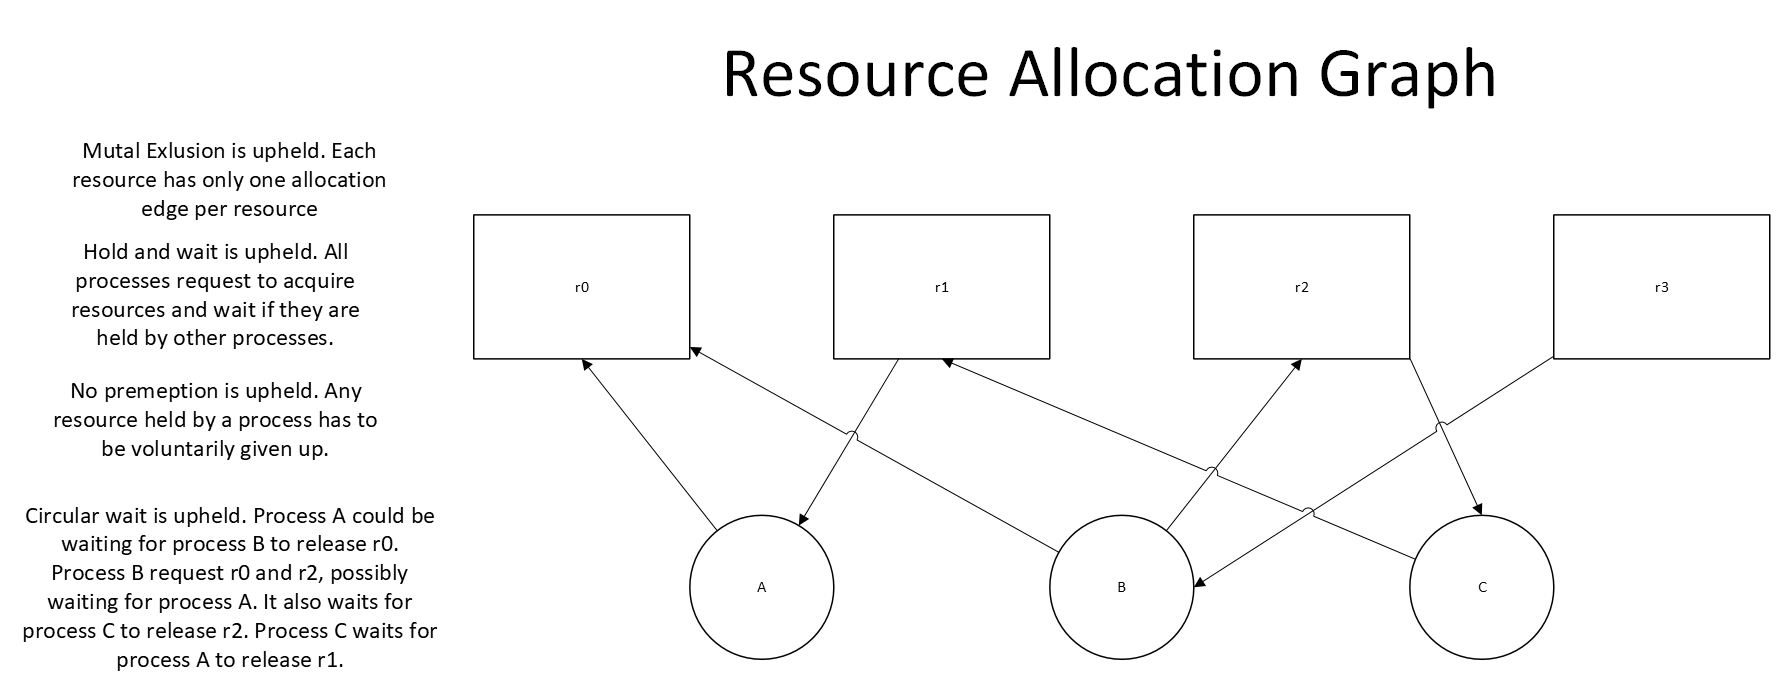 Resource Allocation Graph
Mutal Exlusion is upheld. Each
resource has only one allocation
edge per resource
Hold and wait is upheld. All
processes request to acquire
resources and wait if they are
held by other processes.
No premeption is upheld. Any
resource held by a process has to
be voluntarily given up.
Circular wait is upheld. Process A could be
waiting for process B to release r0.
Process B request r0 and r2, possibly
waiting for process A. It also waits for
process C to release r2. Process C waits for
process A to release r1.
r0
r1
r2
r3
A
B
C